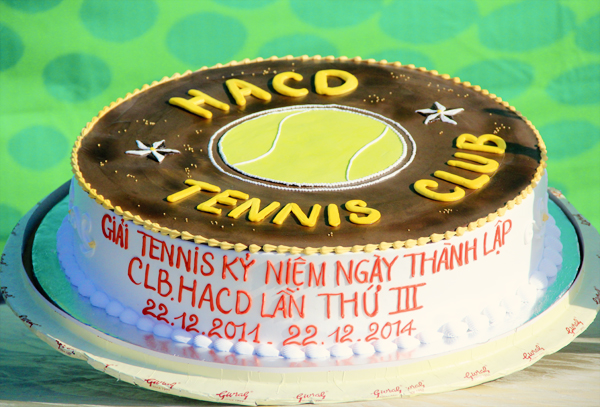 HACD
TENNIS CLUB
GIẢI TENNIS KỶ NIỆM NGÀY THÀNH LẬP
CLB.HACD LẦN THỨ III
22.12.2011 - 22.12.2014